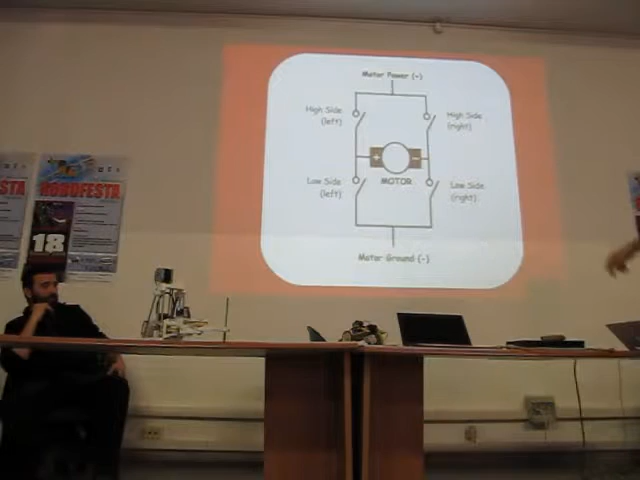 Motor Power (-)
High Side
(left)
High Side
(right)
+
-
MOTOR
Low Side
(left)
Low Side
(right)
Motor Ground (-)
STA
ROBOFESTA
18